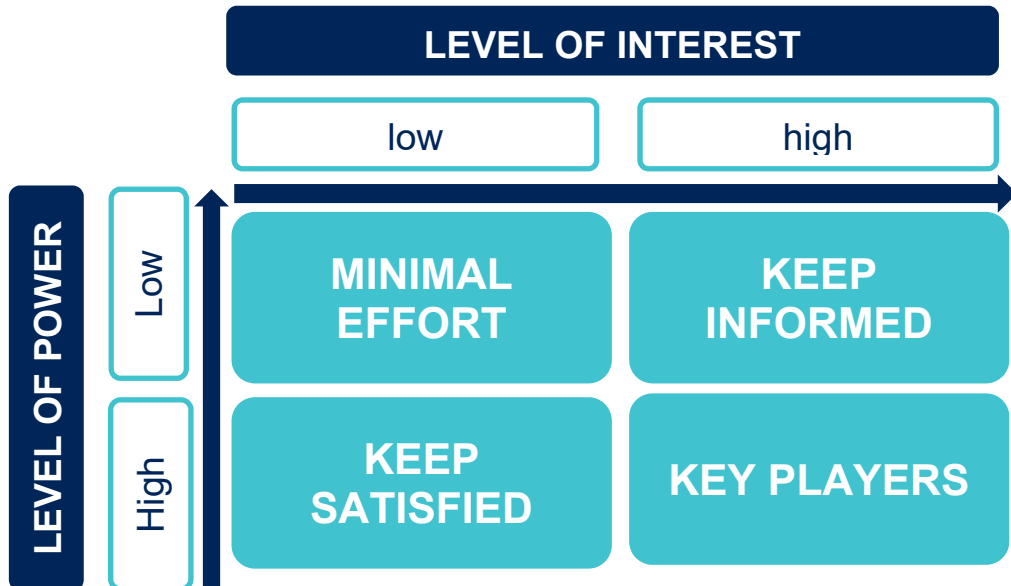 LEVEL OF INTEREST
low
high
LEVEL OF POWER
Low
MINIMAL
EFFORT
KEEP
INFORMED
High
KEEP
SATISFIED
KEY PLAYERS